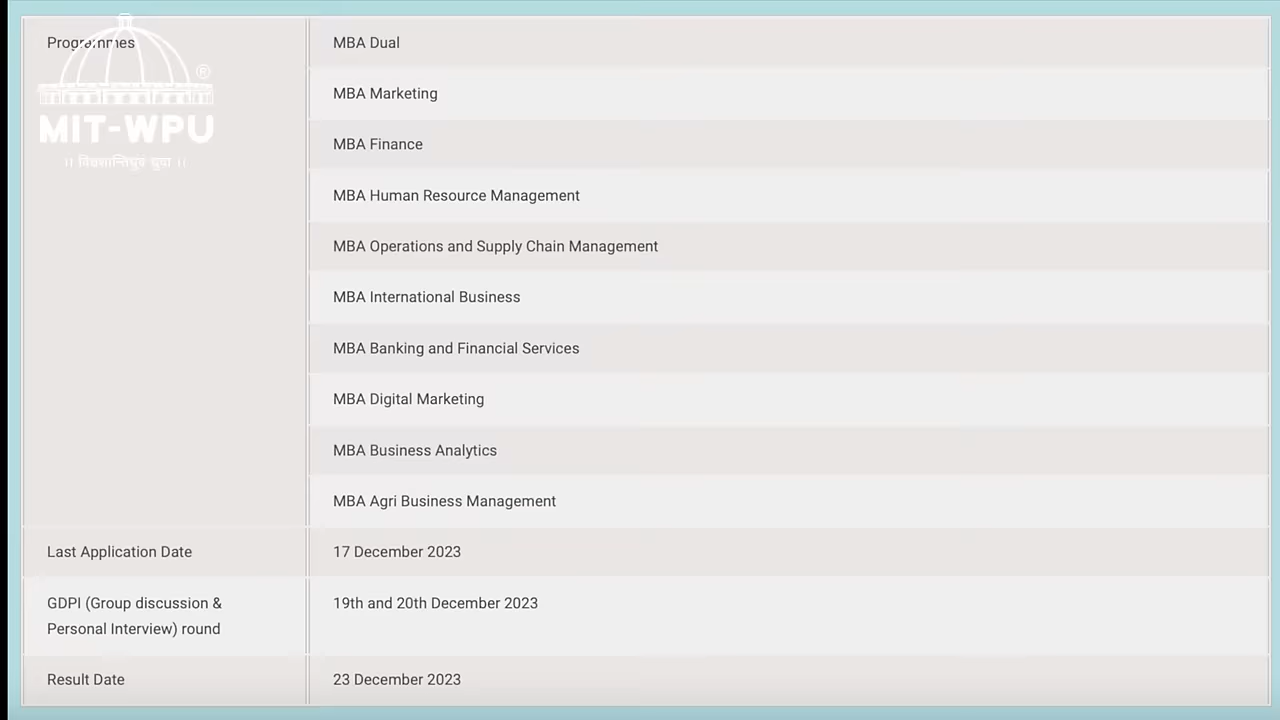 Programmes
MBA Dual
®
MIT-WPU
MBA Marketing
MBA Finance
MBA Human Resource Management
MBA Operations and Supply Chain Management
MBA International Business
MBA Banking and Financial Services
MBA Digital Marketing
MBA Business Analytics
MBA Agri Business Management
Last Application Date
17 December 2023
GDPI (Group discussion &
Personal Interview) round
19th and 20th December 2023
Result Date
23 December 2023